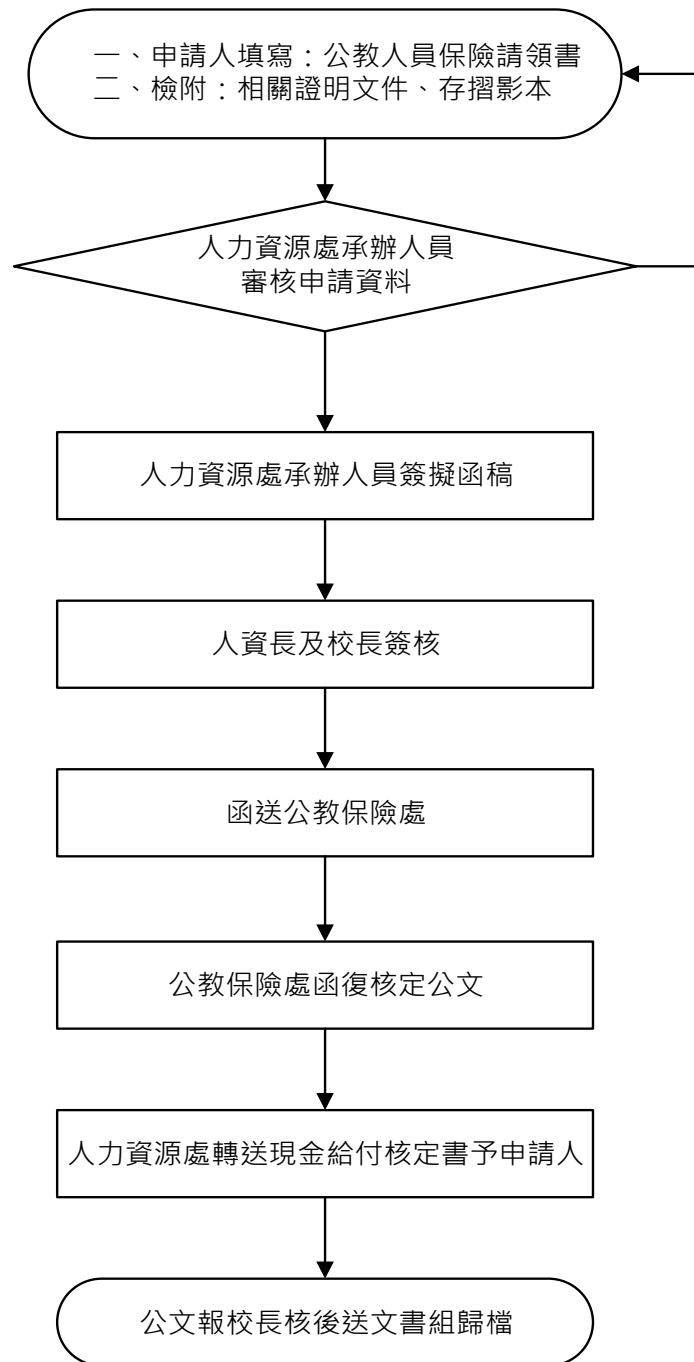 一、申請人填寫：公教人員保險請領書
二、檢附：相關證明文件、存摺影本
人力資源處承辦人員
審核申請資料
人力資源處承辦人員簽擬函稿
人資長及校長簽核
函送公教保險處
公教保險處函復核定公文
人力資源處轉送現金給付核定書予申請人
公文報校長核後送文書組歸檔